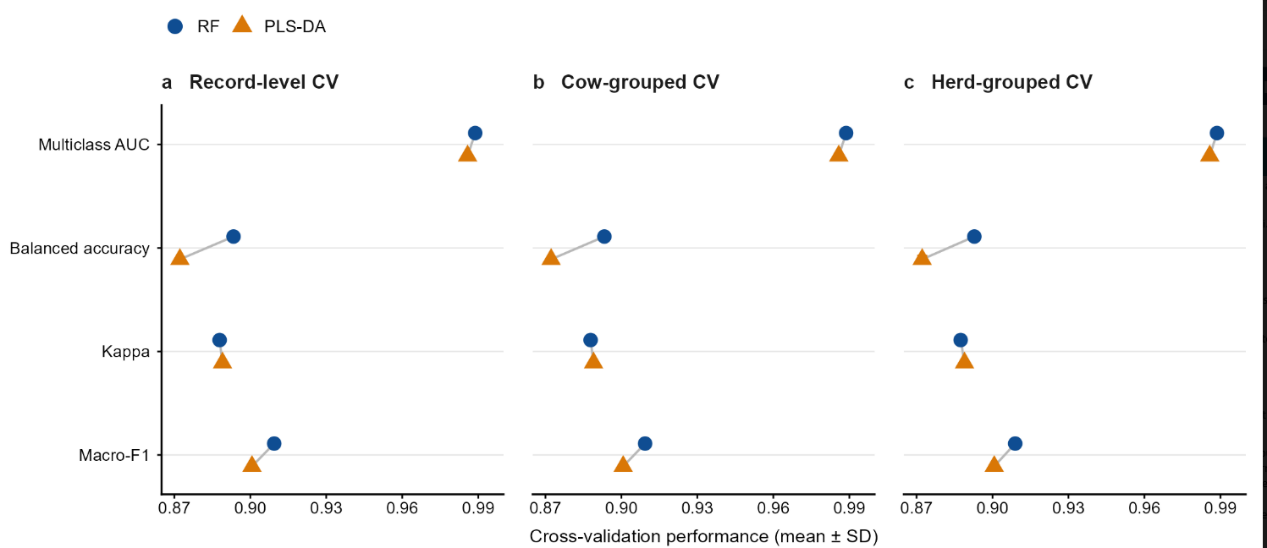 RF PLS-DA
a Record-level CV b Cow-grouped CV c Herd-grouped CV
Multiclass AUC
Balanced accuracy
Kappa
Macro-F1
0.87 0.90 0.93 0.96 0.99 0.87 0.90 0.93 0.96 0.99 0.87 0.90 0.93 0.96 0.99
Cross-validation performance (mean ± SD)